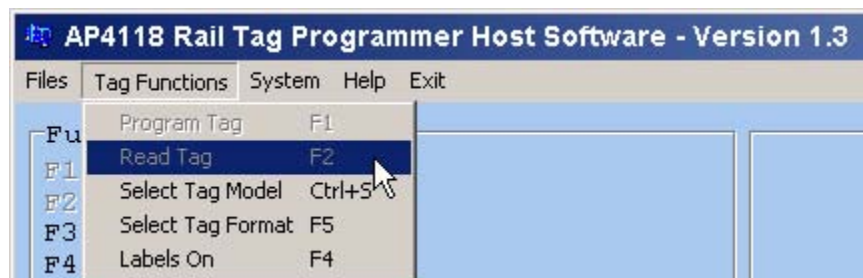 AP4118 Rail Tag Programmer Host Software - Version 1.3
Files Tag Functions System Help Exit
Fu
Program Tag F1
F1
Read Tag F2
F2
Select Tag Model Ctrl+S
F3
Select Tag Format F5
F4
Labels On F4